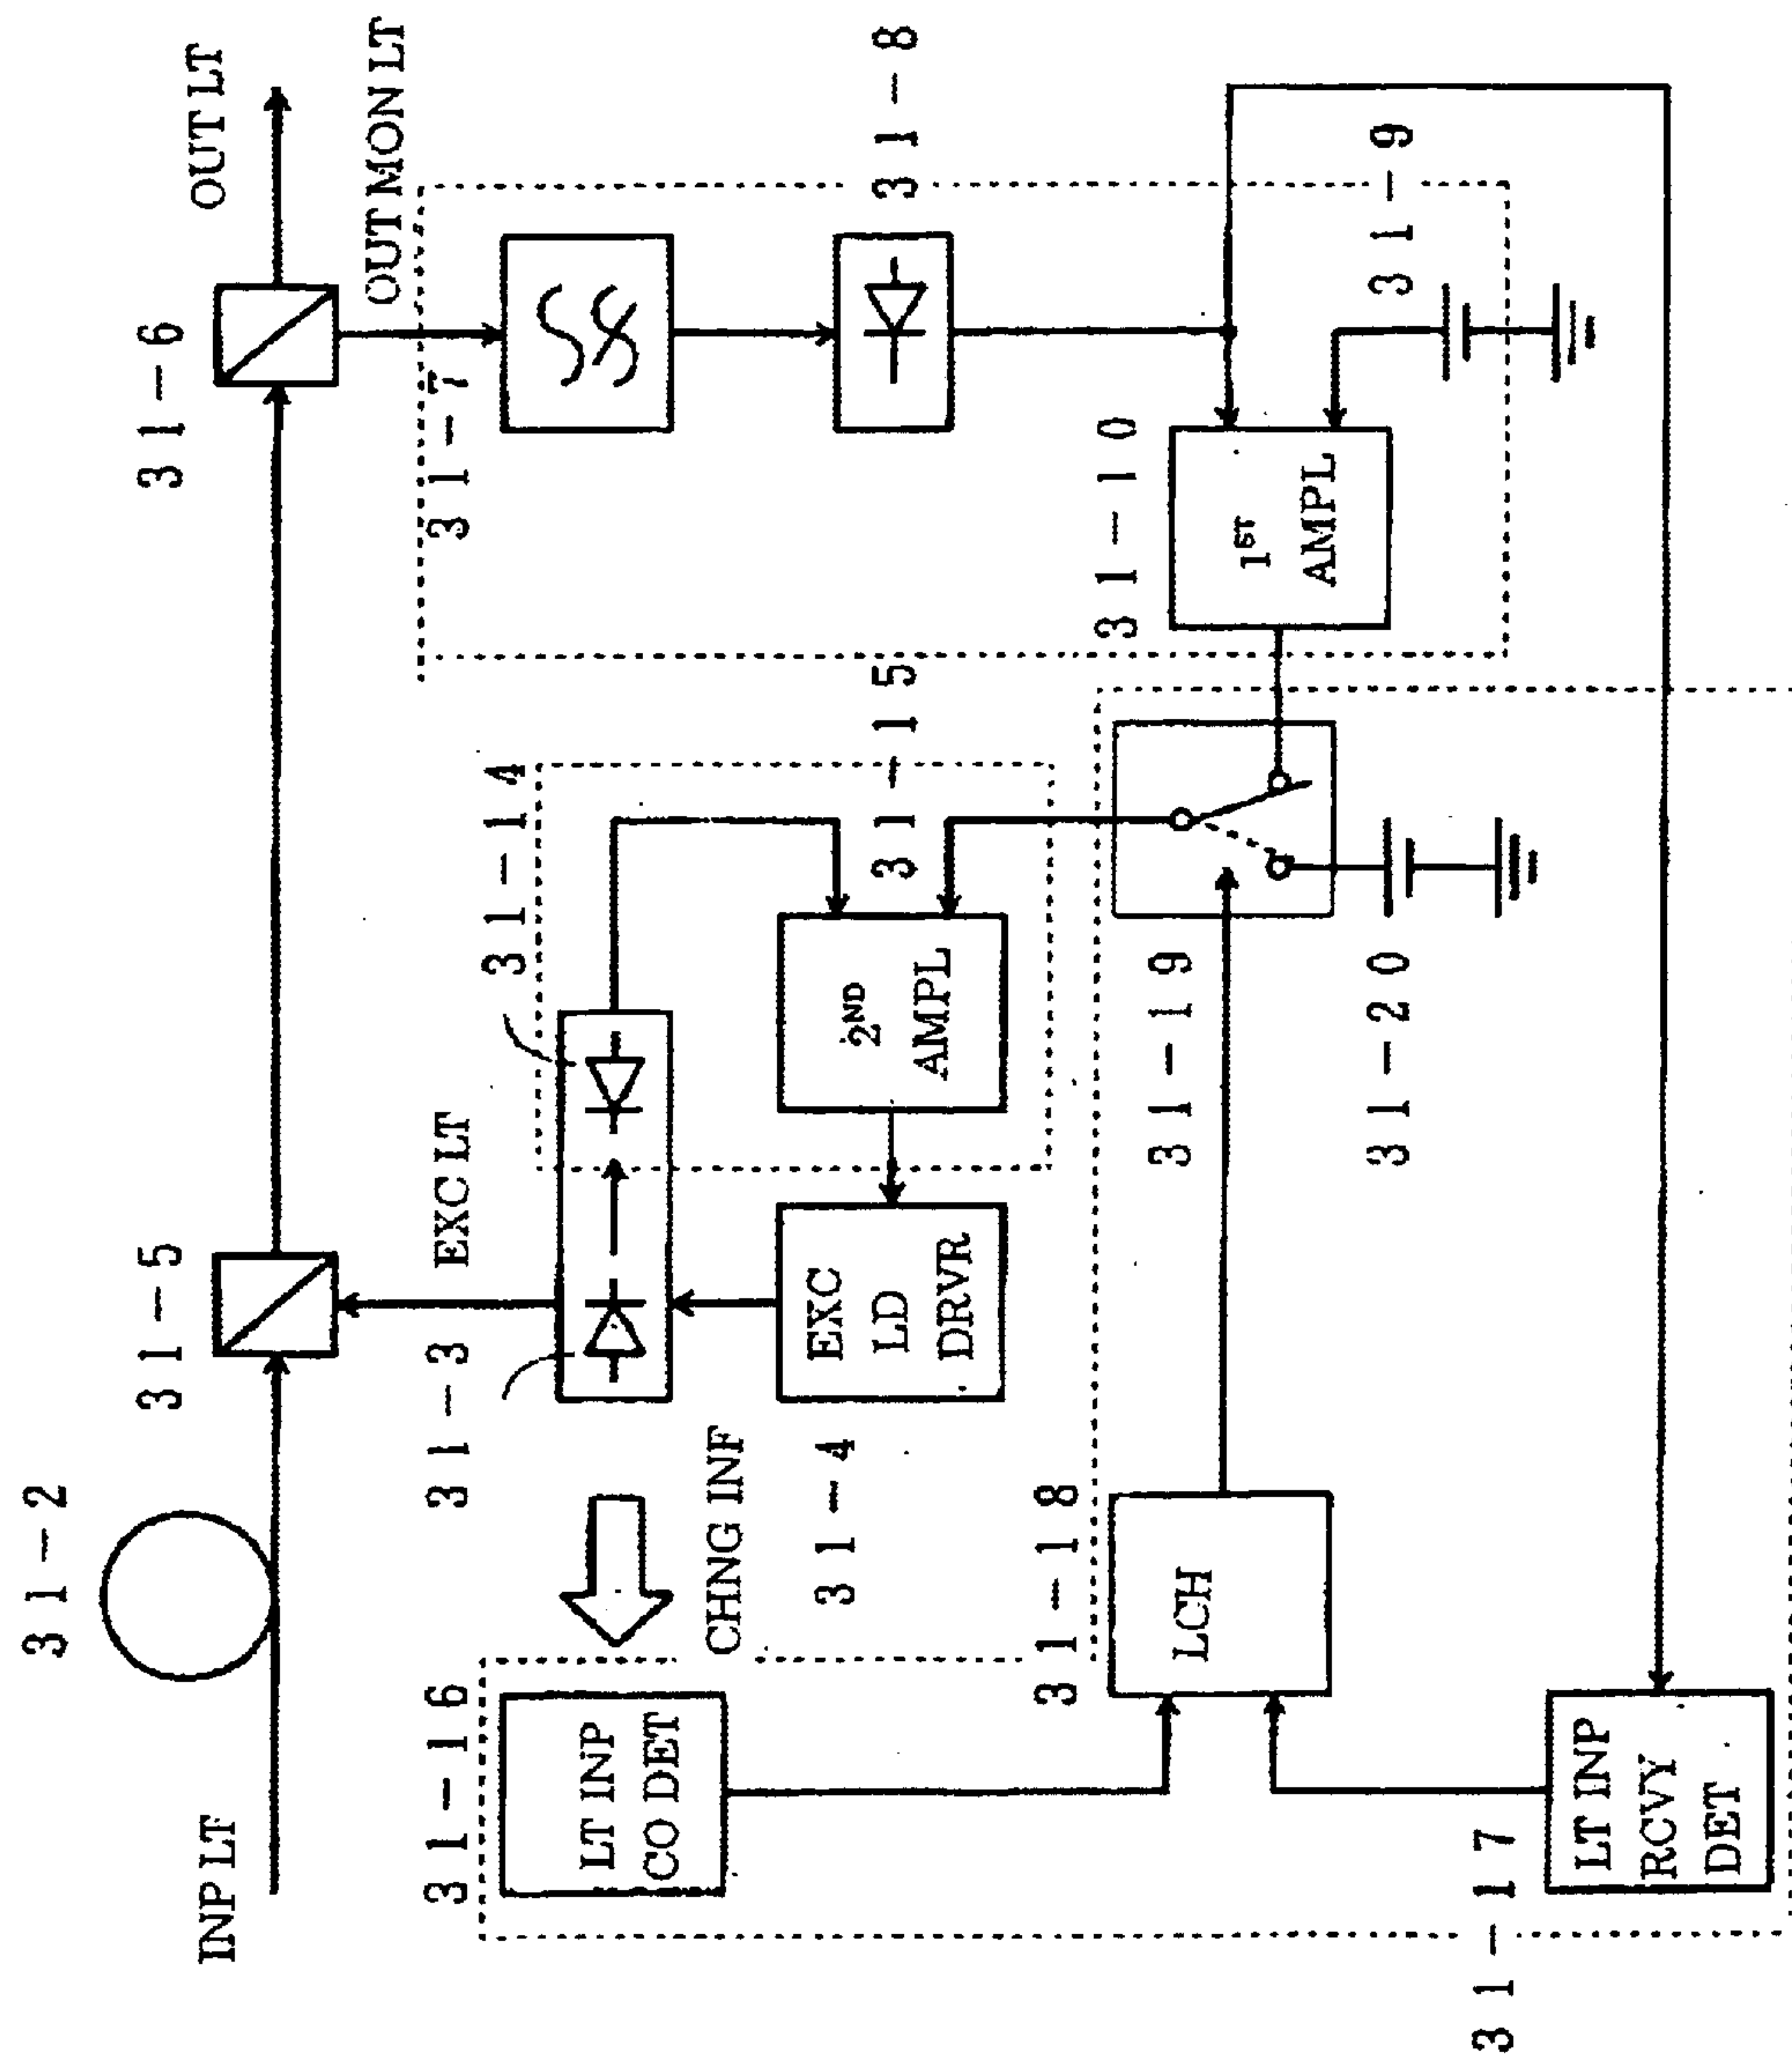 31-2
INP LT
31-5
31-6
OUT LT
OUT MON LT
EXC LT
31-3
31-14
31-7
31-16
LT INP
CO DET
CHNG INF
31-4
EXC
LD
DRVR
2ND
AMPL
31-15
31-8
31-18
LCH
31-19
31-20
31-10
1ST
AMPL
31-9
31-17
LT INP
RCVY
DET